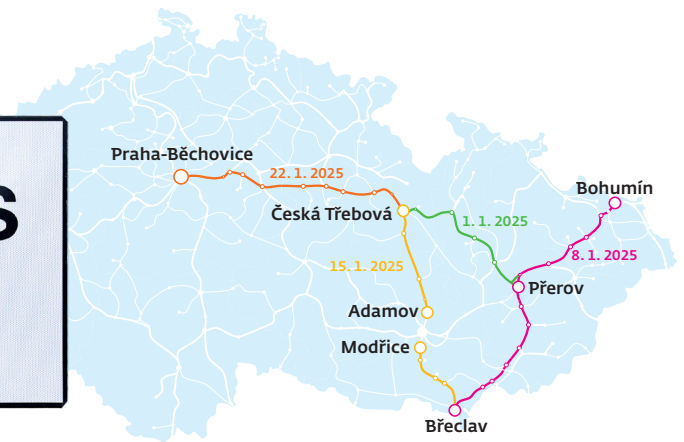 S
Praha-Běchovice
22. 1. 2025
Bohumín
Česká Třebová
1. 1. 2025
8. 1. 2025
15. 1. 2025
Přerov
Adamov
Modřice
Břeclav